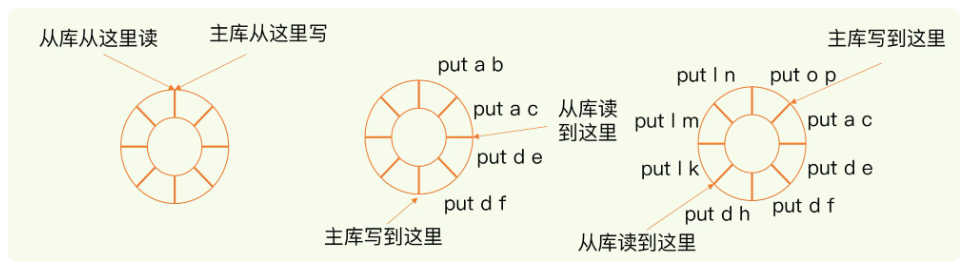 从库从这里读
主库从这里写
put a b
put a c
从库读
到这里
put d e
put d f
主库写到这里
主库写到这里
put l n
put o p
put l m
put a c
put l k
put d e
put d h
put d f
从库读到这里